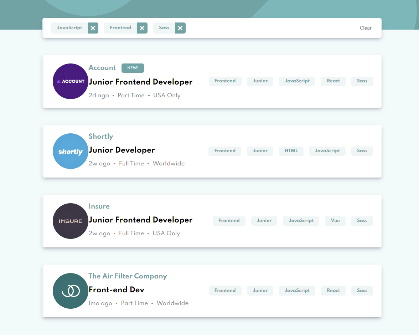 JavaScript Frontend Sass Clear
ACCOUNT
Account NEW!
Junior Frontend Developer
2d ago • Part Time • USA Only
Frontend Junior JavaScript React Sass
shortly
Shortly
Junior Developer
2w ago • Full Time • Worldwide
Frontend Junior HTML JavaScript Sass
INSURE
Insure
Junior Frontend Developer
2w ago • Full Time • USA Only
Frontend Junior JavaScript Vue Sass
The Air Filter Company
Front-end Dev
1mo ago • Part Time • Worldwide
Frontend Junior JavaScript React Sass